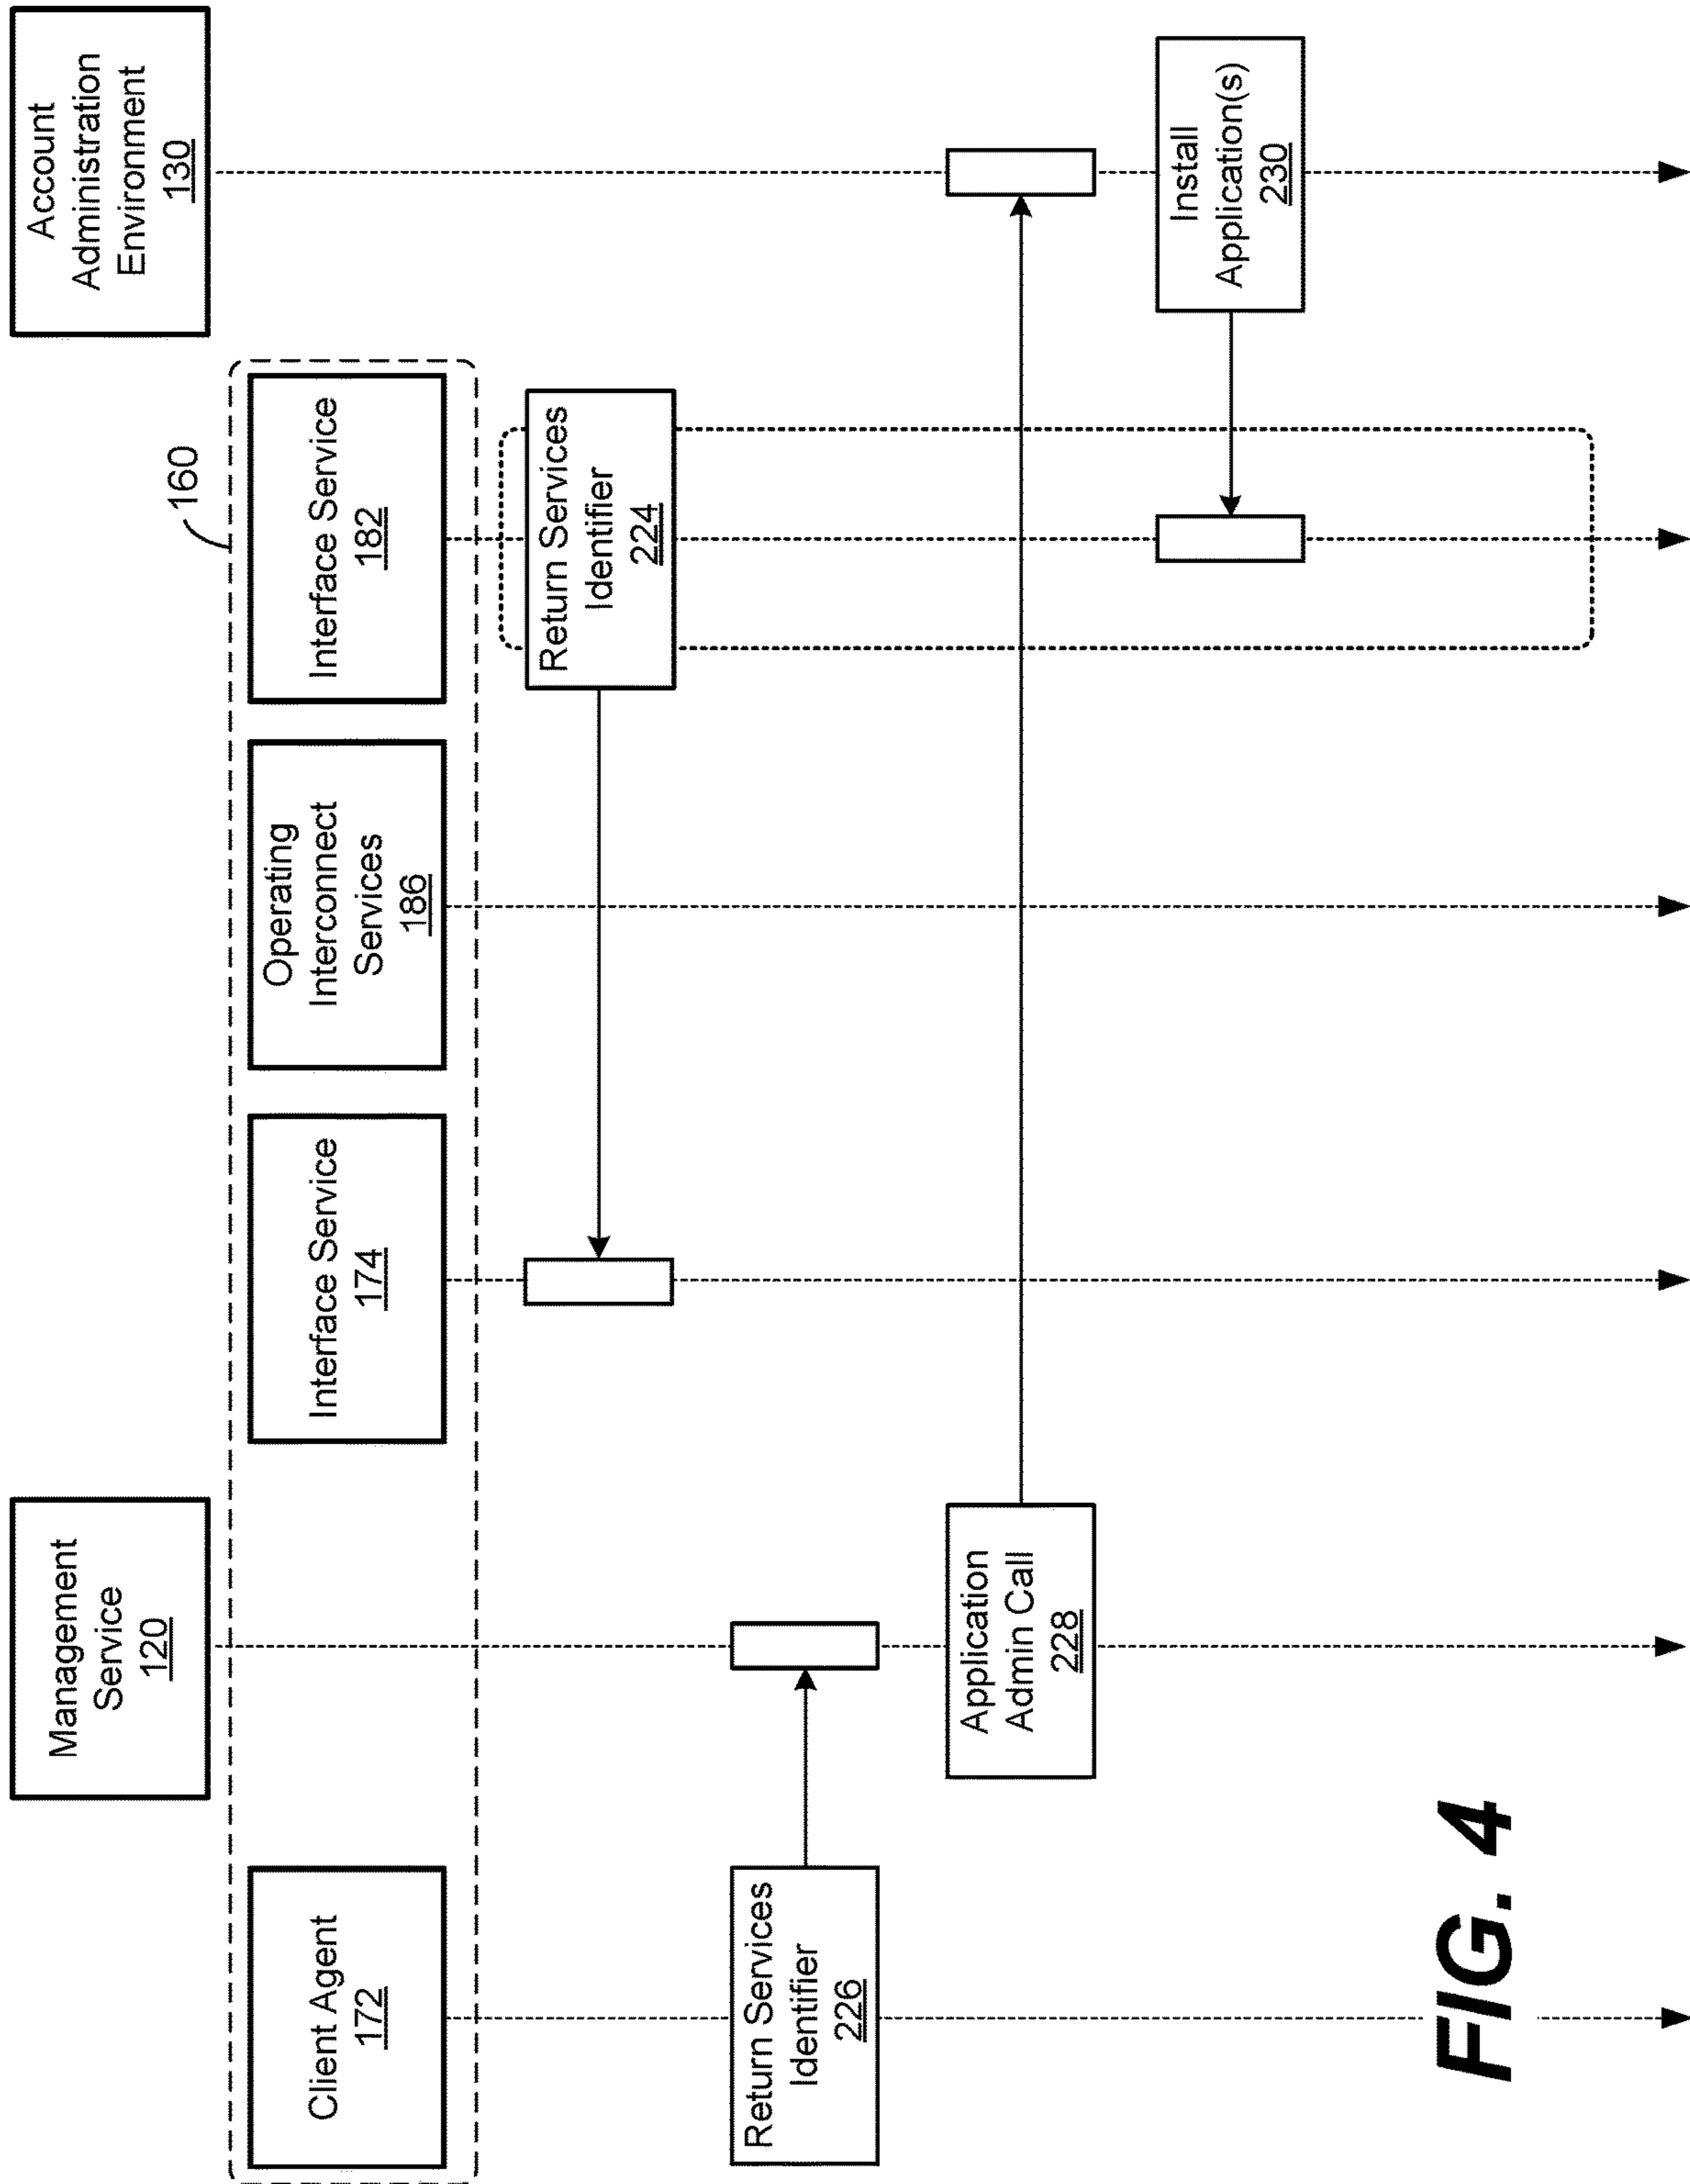 Management
Service
120
Account
Administration
Environment
130
160
Client Agent
172
Interface Service
174
Operating
Interconnect
Services
186
Interface Service
182
Return Services
Identifier
224
Return Services
Identifier
226
Application
Admin Call
228
Install
Application(s)
230
FIG. 4